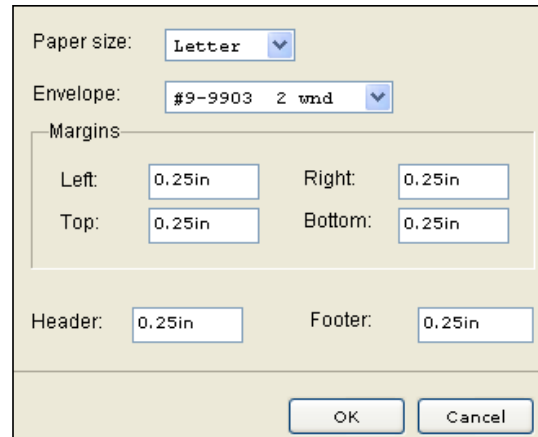 Paper size: Letter
Envelope: #9-9903 2 wnd
Margins
Left: 0.25in Right: 0.25in
Top: 0.25in Bottom: 0.25in
Header: 0.25in Footer: 0.25in
OK Cancel